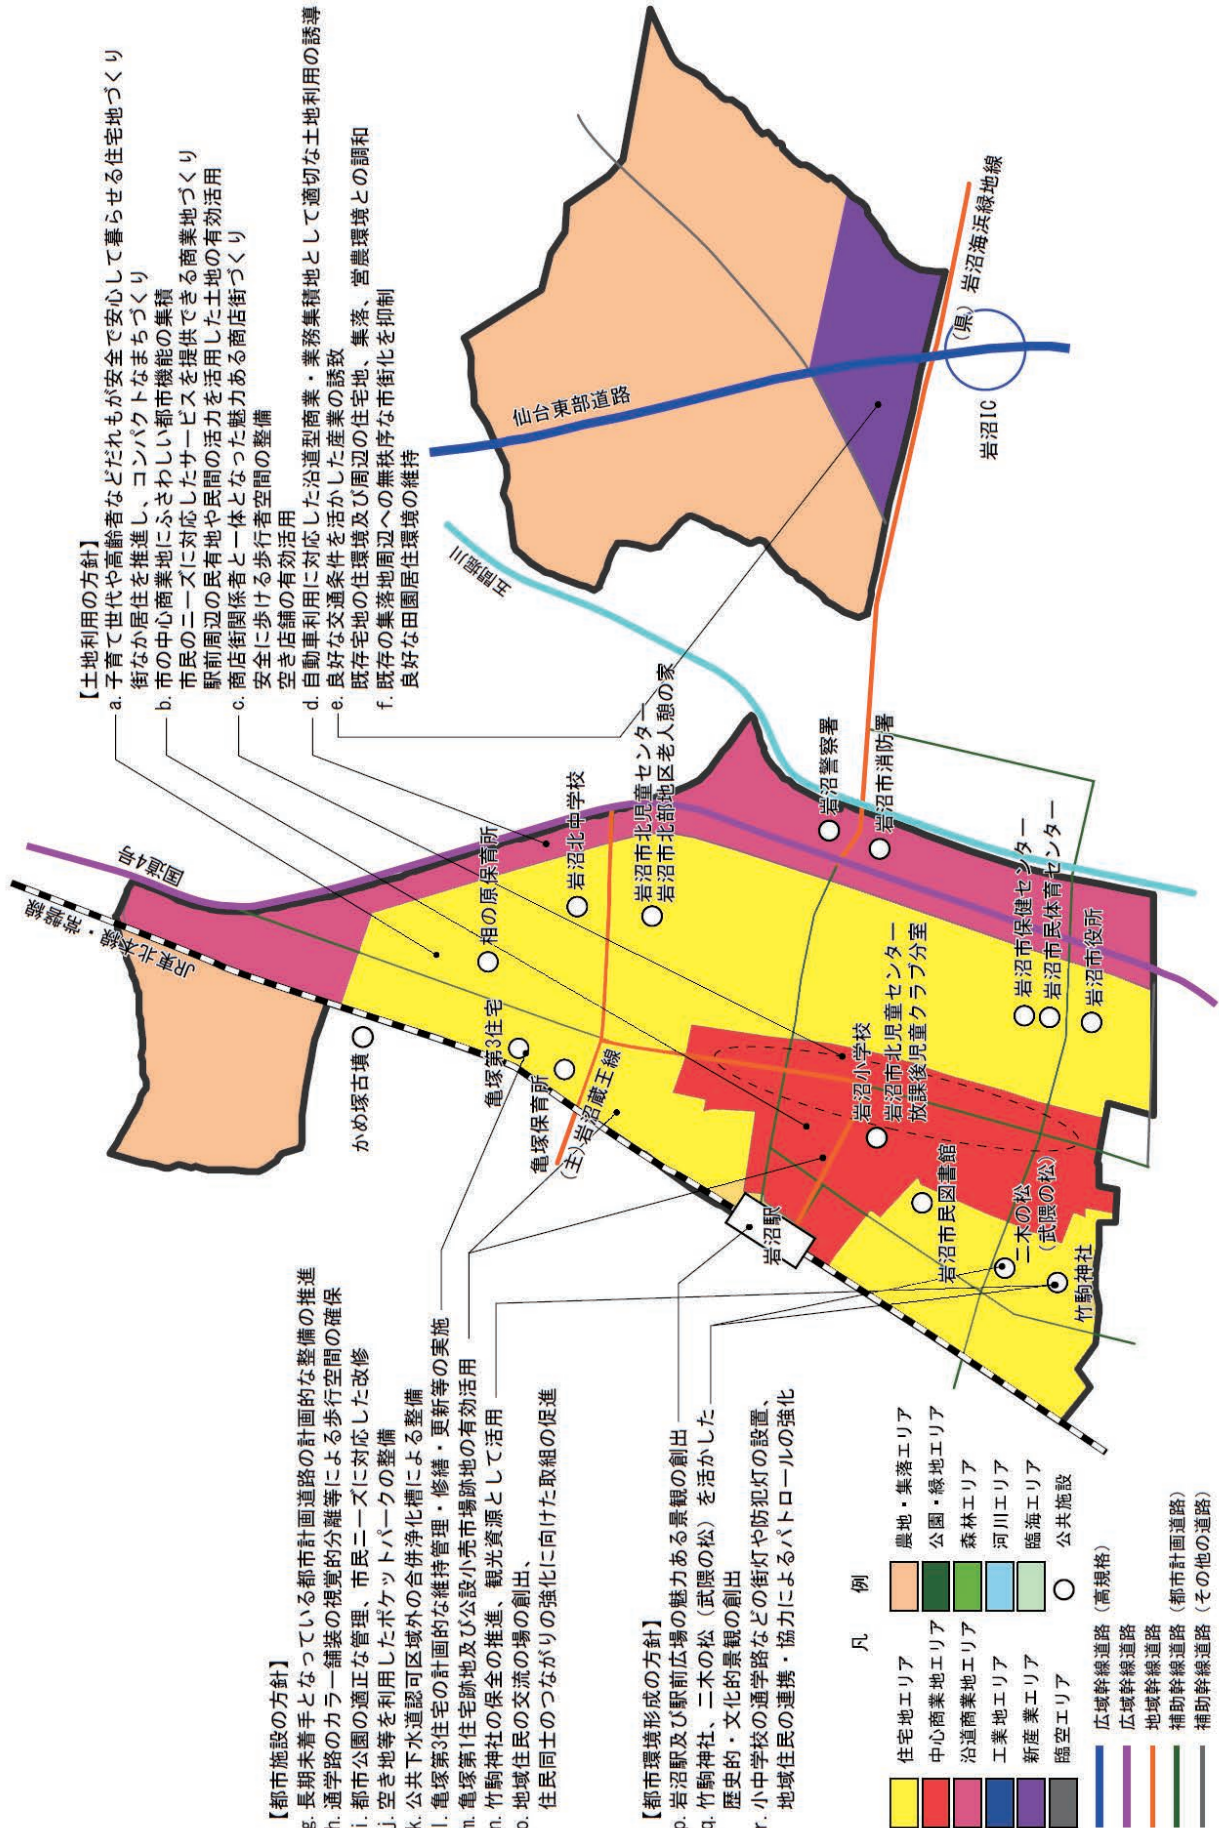 【土地利用の方針】
a. 子育て世代や高齢者などだれもが安全で安心して暮らせる住宅地づくり
街なか居住を推進し、コンパクトなまちづくり
b. 市の中心商業地にふさわしい都市機能の集積
市民のニーズに対応したサービスを提供できる商業地づくり
駅前周辺の民有地や民間の活力を活用した土地の有効活用
c. 商店街関係者と一体となった魅力ある商店街づくり
安全に歩ける歩行者空間の整備
空き店舗の有効活用
d. 自動車利用に対応した沿道型商業・業務集積地として適切な土地利用の誘導
e. 良好な交通条件を活かした産業の誘致
既存宅地の住環境及び周辺の住宅地、集落、営農環境との調和
f. 既存の集落地周辺への無秩序な市街化を抑制
良好な田園居住環境の維持
国道4号
JR東北本線・常磐線
五間堀川
仙台東部道路
(県) 岩沼海浜緑地線
岩沼IC
かめ塚古墳
相の原保育所
亀塚第3住宅
岩沼北中学校
亀塚保育所
(主)岩沼蔵王線
岩沼市北児童センター
岩沼市北部地区老人憩の家
岩沼警察署
岩沼市消防署
岩沼駅
岩沼小学校
岩沼市北児童センター
放課後児童クラブ分室
岩沼市民図書館
二木の松
(武隈の松)
竹駒神社
岩沼市保健センター
岩沼市民体育センター
岩沼市役所
【都市施設の方針】
g. 長期未着手となっている都市計画道路の計画的な整備の推進
h. 通学路のカラー舗装の視覚的分離等による歩行空間の確保
i. 都市公園の適正な管理、市民ニーズに対応した改修
j. 空き地等を利用したポケットパークの整備
k. 公共下水道認可区域外の合併浄化槽による整備
l. 亀塚第3住宅の計画的な維持管理・修繕・更新等の実施
m. 亀塚第1住宅跡地及び公設小売市場跡地の有効活用
n. 竹駒神社の保全の推進、観光資源として活用
o. 地域住民の交流の場の創出、
住民同士のつながりの強化に向けた取組の促進
【都市環境形成の方針】
p. 岩沼駅及び駅前広場の魅力ある景観の創出
q. 竹駒神社、二木の松（武隈の松）を活かした
歴史的・文化的景観の創出
r. 小中学校の通学路などの街灯や防犯灯の設置、
地域住民の連携・協力によるパトロールの強化
凡 例
住宅地エリア
中心商業地エリア
沿道商業地エリア
工業地エリア
新産業エリア
臨空エリア
農地・集落エリア
公園・緑地エリア
森林エリア
河川エリア
臨海エリア
公共施設
広域幹線道路（高規格）
広域幹線道路
地域幹線道路
補助幹線道路（都市計画道路）
補助幹線道路（その他の道路）